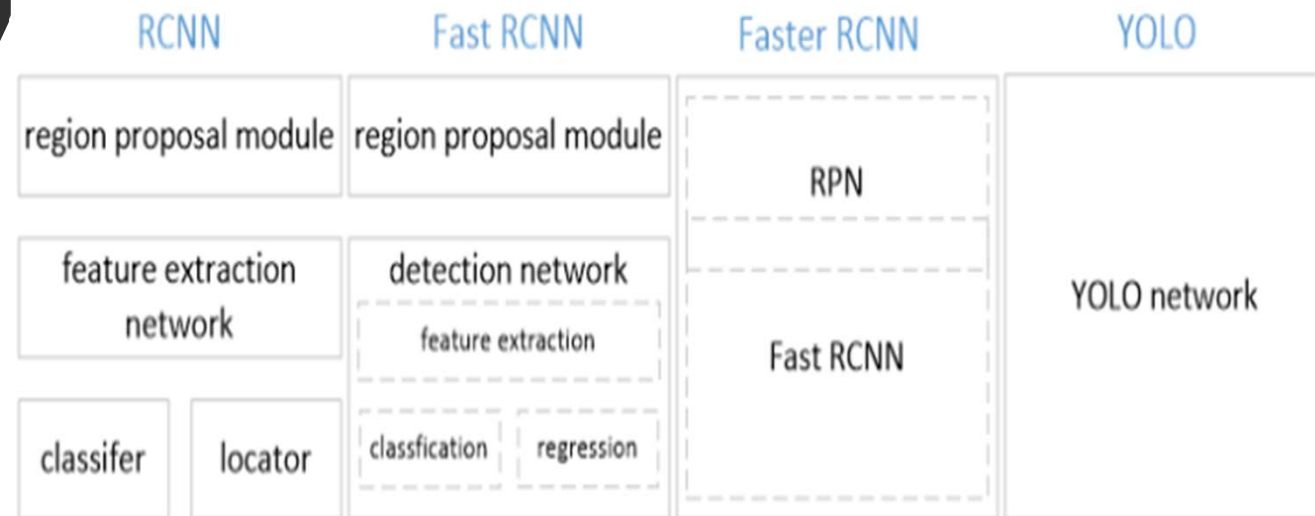 RCNN
Fast RCNN
Faster RCNN
YOLO
region proposal module
feature extraction
network
classifer
locator
region proposal module
detection network
feature extraction
classfication
regression
RPN
Fast RCNN
YOLO network